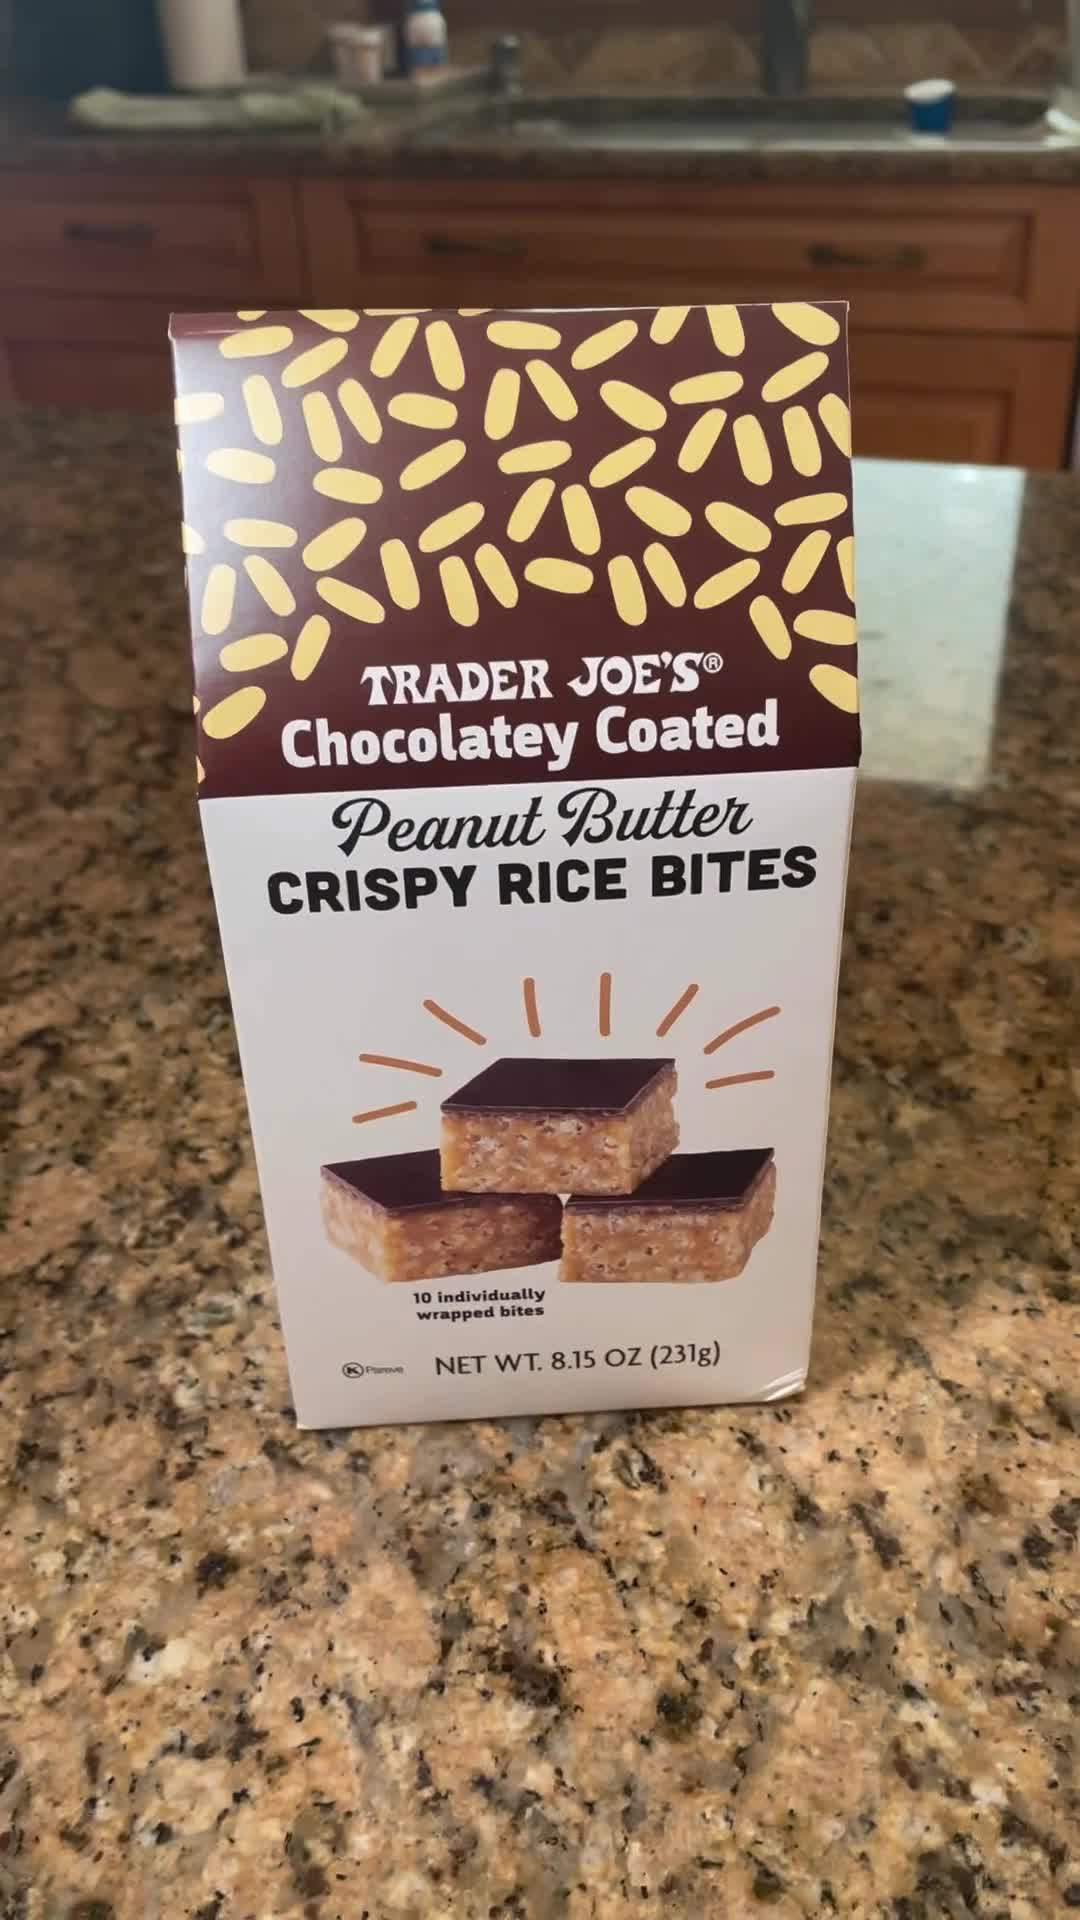 TRADER JOE'S®
Chocolatey Coated
Peanut Butter
CRISPY RICE BITES
10 individually
wrapped bites
K Pareve NET WT. 8.15 OZ (231g)